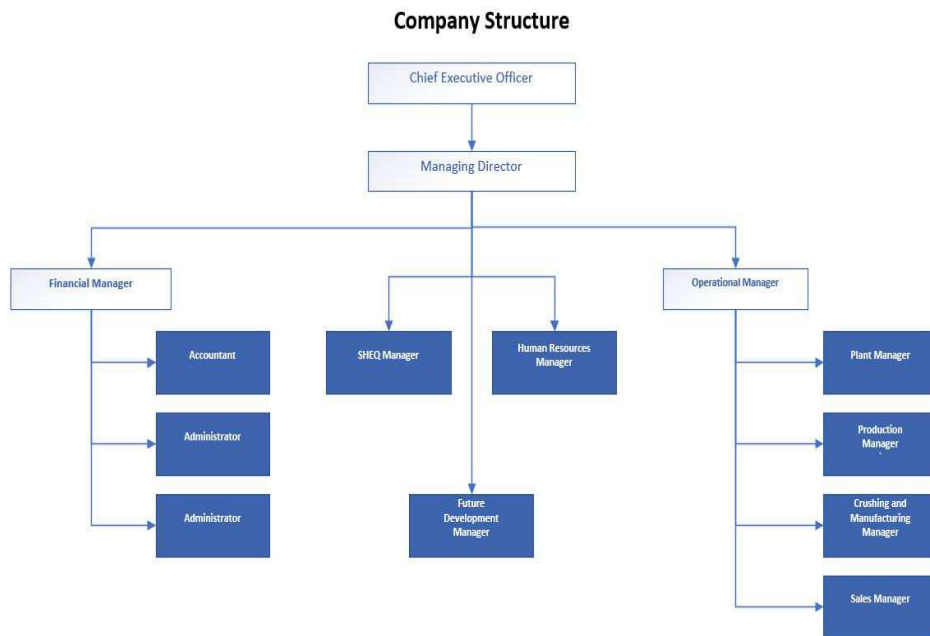 Company Structure
Chief Executive Officer
Managing Director
Financial Manager
Operational Manager
Accountant
SHEQ Manager
Human Resources
Manager
Plant Manager
Administrator
Production
Manager
Administrator
Future
Development
Manager
Crushing and
Manufacturing
Manager
Sales Manager